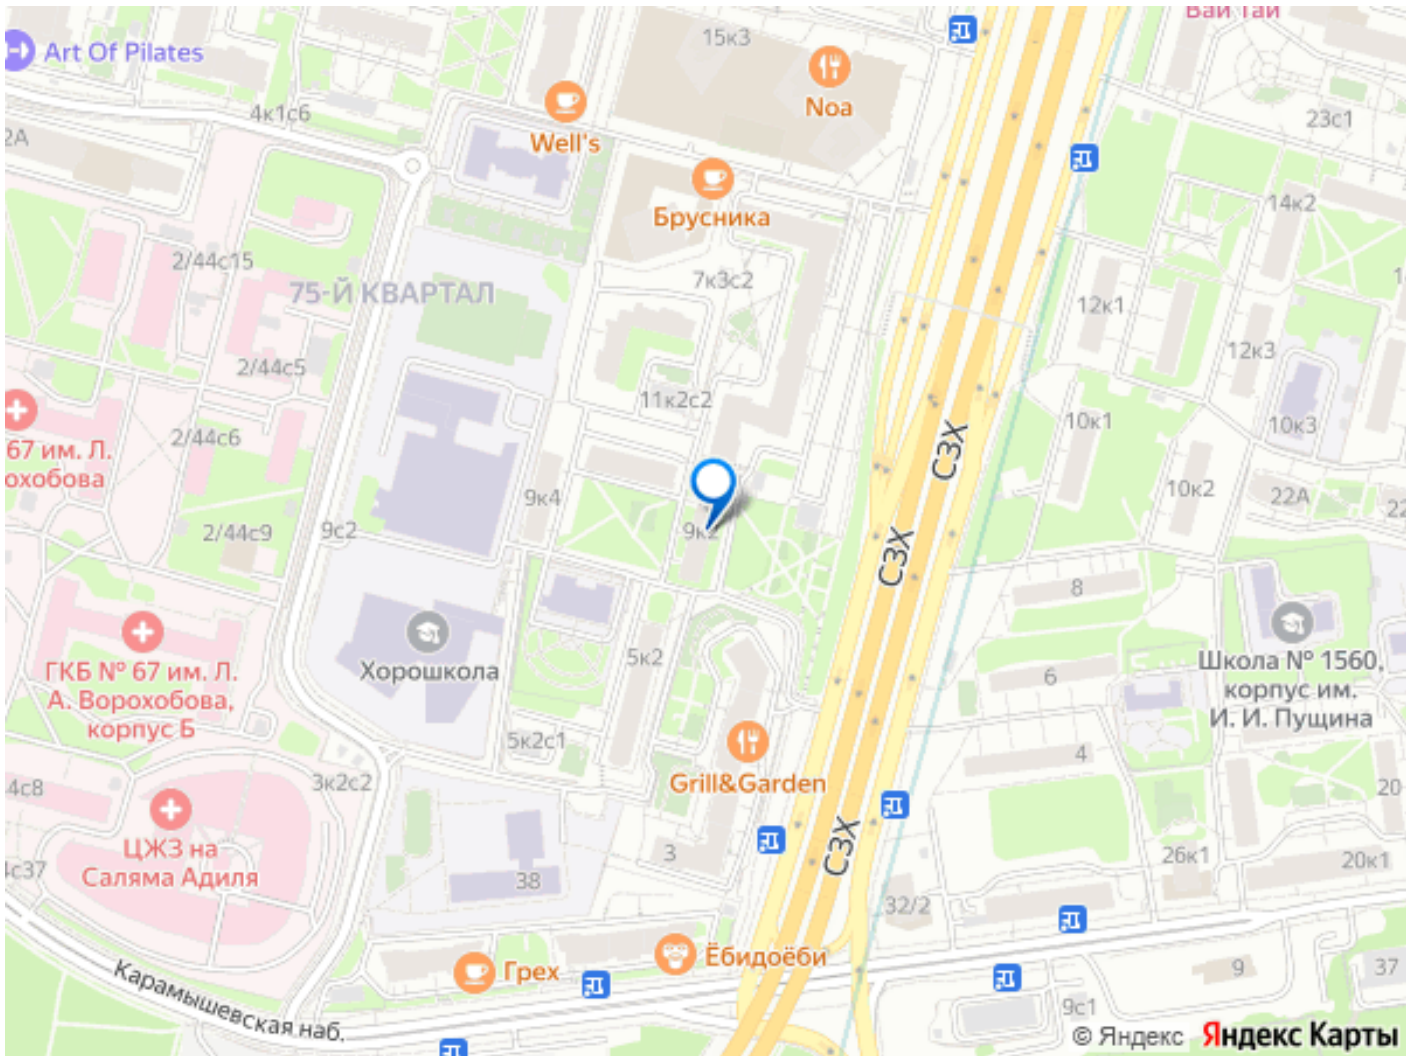 Вай Тай
15к3
Art Of Pilates
Noa
4к1с6
23с1
2А
Well's
14к2
Брусника
2/44с15
7к3с2
75-Й КВАРТАЛ
12к1
12к3
2/44с5
11к2с2
10к1
10к3
2/44с6
67 им. Л.
охобова
СЗХ
10к2
22А
9к4
22
2/44с9
9с2
9к2
СЗХ
8
ГКБ № 67 им. Л.
А. Ворохобова,
корпус Б
Хорошкола
5к2
6
Школа № 1560,
корпус им.
И. И. Пущина
5к2с1
4
4с8
3к2с2
Grill&Garden
20
ЦЖЗ на
Саляма Адиля
СЗХ
3
26к1
20к1
4с37
38
32/2
Карамышевская наб.
Грех
Ёбидоёби
9
37
9с1
© Яндекс Яндекс Карты